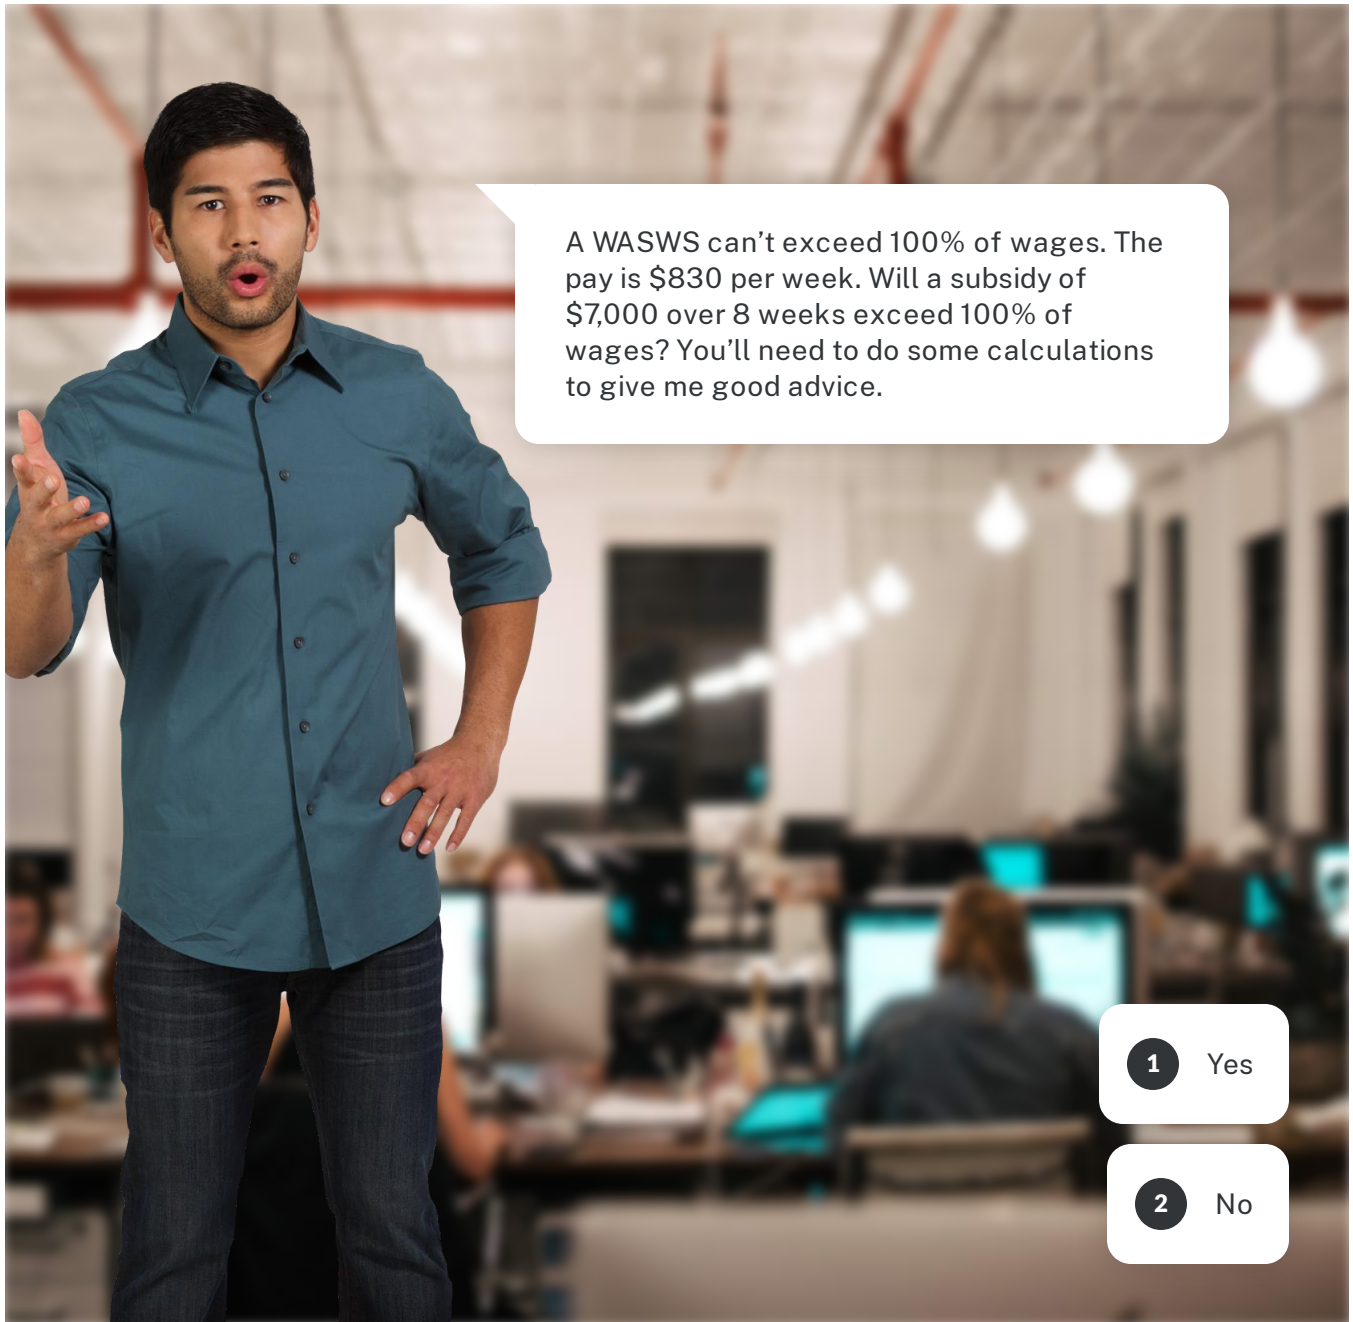 A WASWS can’t exceed 100% of wages. The
pay is $830 per week. Will a subsidy of
$7,000 over 8 weeks exceed 100% of
wages? You’ll need to do some calculations
to give me good advice.
1 Yes
2 No